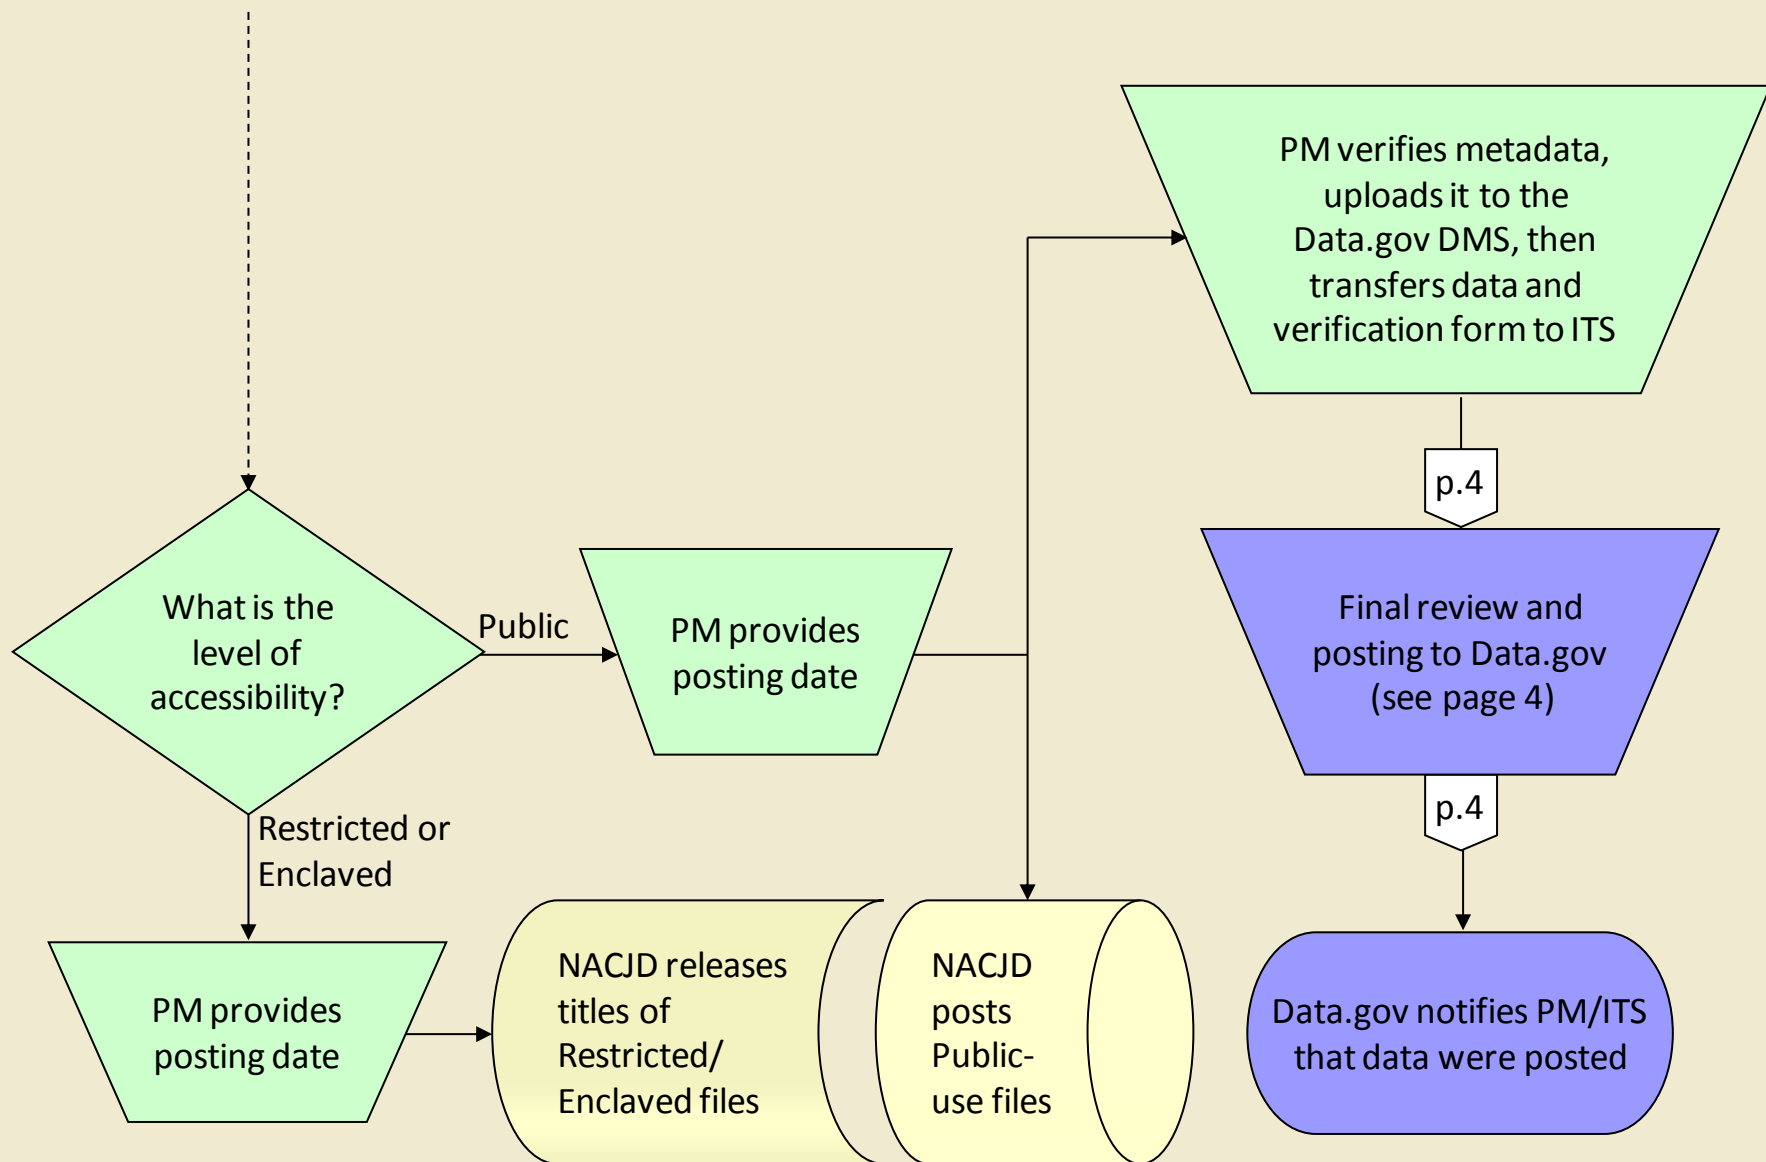 What is the
level of
accessibility?
Public
PM provides
posting date
Restricted or
Enclaved
PM provides
posting date
NACJD releases
titles of
Restricted/
Enclaved files
NACJD
posts
Public-
use files
PM verifies metadata,
uploads it to the
Data.gov DMS, then
transfers data and
verification form to ITS
p.4
Final review and
posting to Data.gov
(see page 4)
p.4
Data.gov notifies PM/ITS
that data were posted